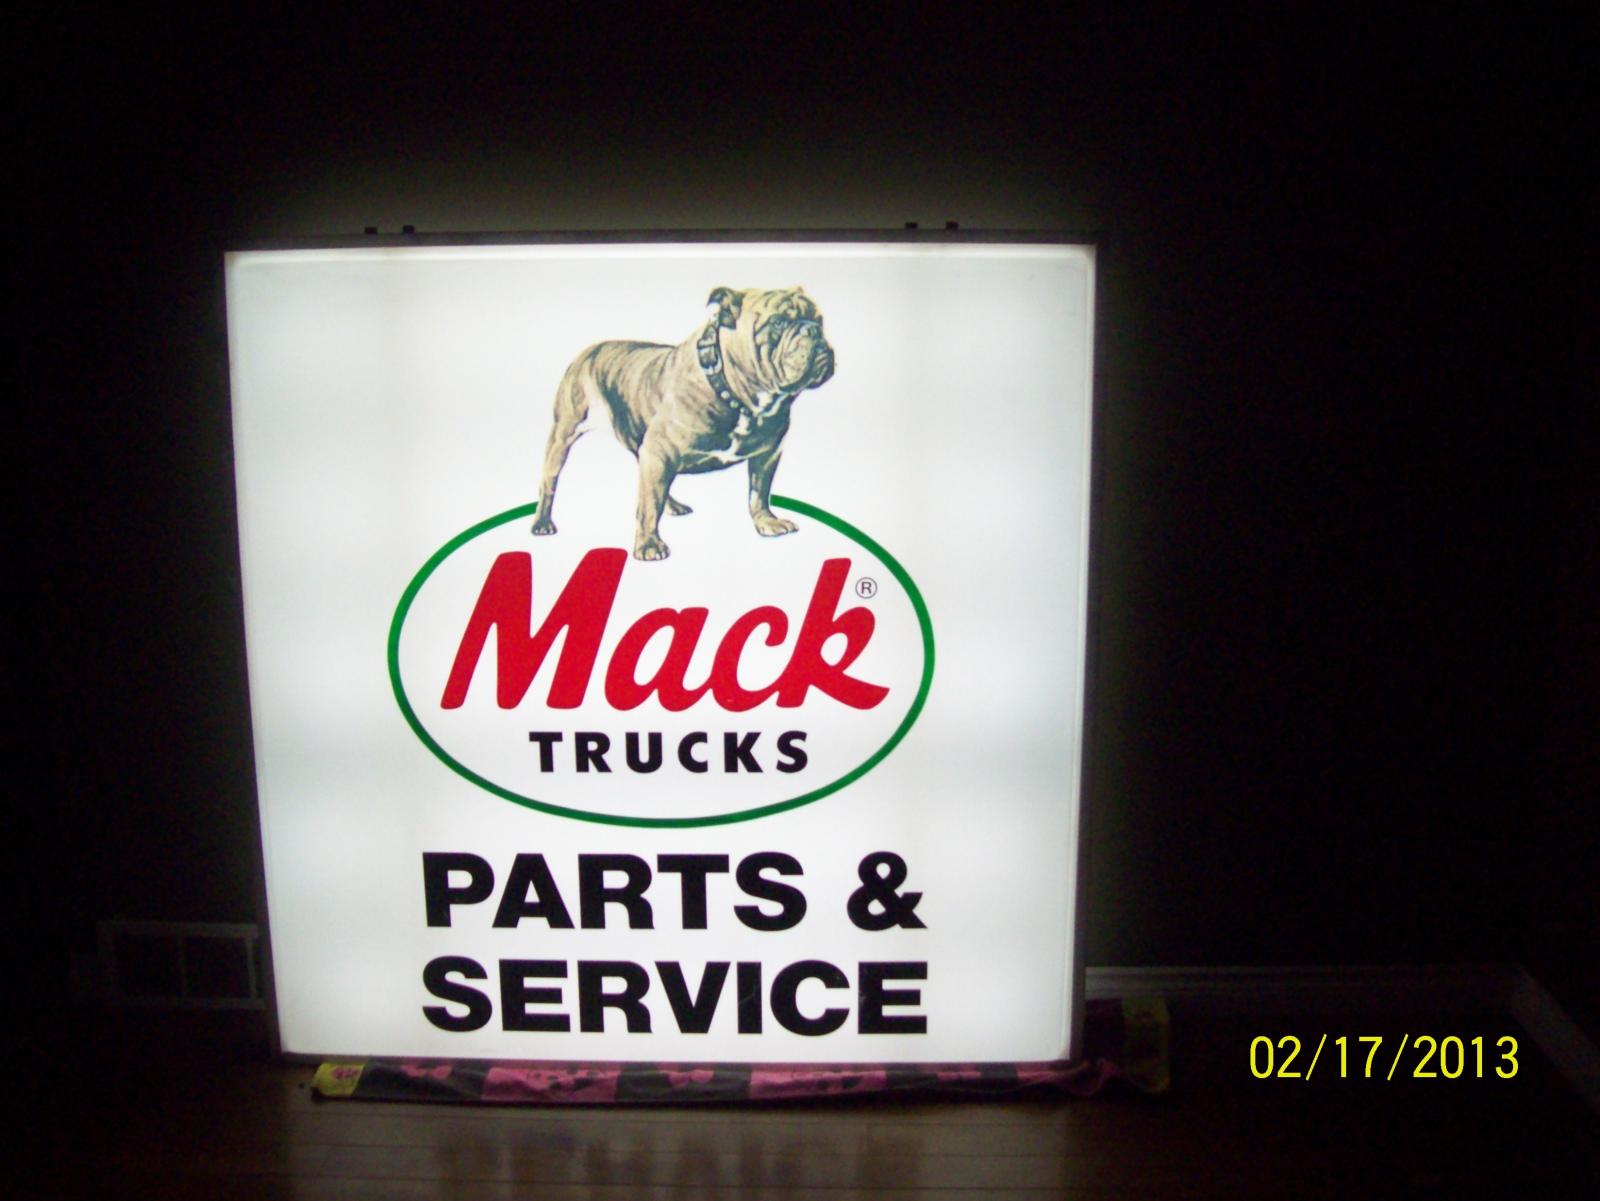 Mack®
TRUCKS
PARTS &
SERVICE
02/17/2013